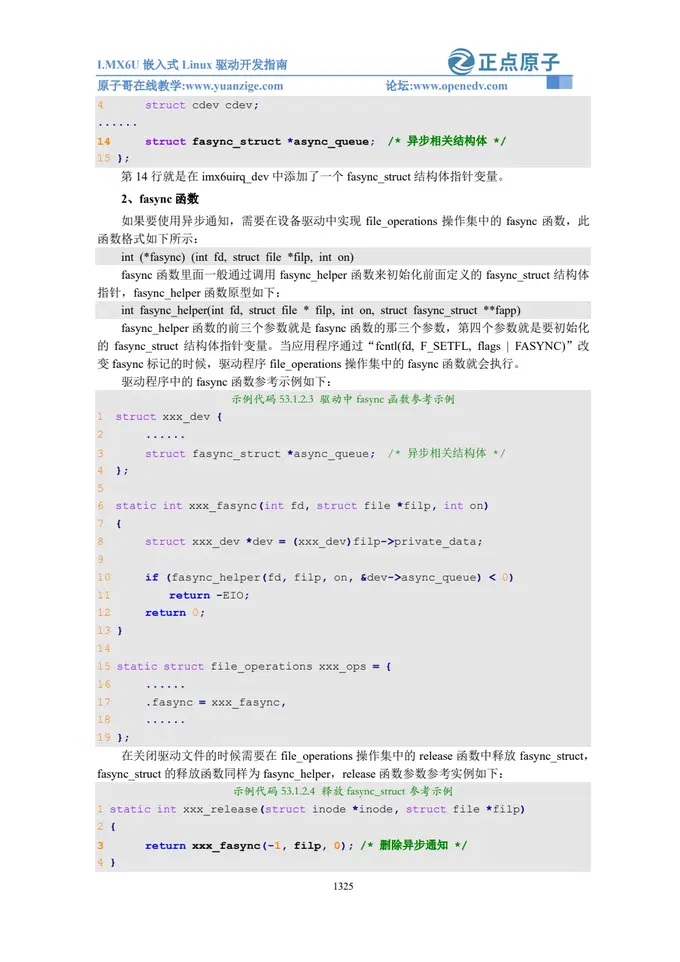 I.MX6U 嵌入式 Linux 驱动开发指南
正点原子
原子哥在线教学:www.yuanzige.com 论坛:www.openedv.com
4 struct cdev cdev;
......
14 struct fasync_struct *async_queue; /* 异步相关结构体 */
15 };
第 14 行就是在 imx6uirq_dev 中添加了一个 fasync_struct 结构体指针变量。
2、fasync 函数
如果要使用异步通知，需要在设备驱动中实现 file_operations 操作集中的 fasync 函数，此
函数格式如下所示：
int (*fasync) (int fd, struct file *filp, int on)
fasync 函数里面一般通过调用 fasync_helper 函数来初始化前面定义的 fasync_struct 结构体
指针，fasync_helper 函数原型如下：
int fasync_helper(int fd, struct file * filp, int on, struct fasync_struct **fapp)
fasync_helper 函数的前三个参数就是 fasync 函数的那三个参数，第四个参数就是要初始化
的 fasync_struct 结构体指针变量。当应用程序通过“fcntl(fd, F_SETFL, flags | FASYNC)”改
变 fasync 标记的时候，驱动程序 file_operations 操作集中的 fasync 函数就会执行。
驱动程序中的 fasync 函数参考示例如下：
示例代码 53.1.2.3 驱动中 fasync 函数参考示例
1 struct xxx_dev {
2 ......
3 struct fasync_struct *async_queue; /* 异步相关结构体 */
4 };
5
6 static int xxx_fasync(int fd, struct file *filp, int on)
7 {
8 struct xxx_dev *dev = (xxx_dev)filp->private_data;
9
10 if (fasync_helper(fd, filp, on, &dev->async_queue) < 0)
11 return -EIO;
12 return 0;
13 }
14
15 static struct file_operations xxx_ops = {
16 ......
17 .fasync = xxx_fasync,
18 ......
19 };
在关闭驱动文件的时候需要在 file_operations 操作集中的 release 函数中释放 fasync_struct，
fasync_struct 的释放函数同样为 fasync_helper，release 函数参数参考实例如下：
示例代码 53.1.2.4 释放 fasync_struct 参考示例
1 static int xxx_release(struct inode *inode, struct file *filp)
2 {
3 return xxx_fasync(-1, filp, 0); /* 删除异步通知 */
4 }
1325